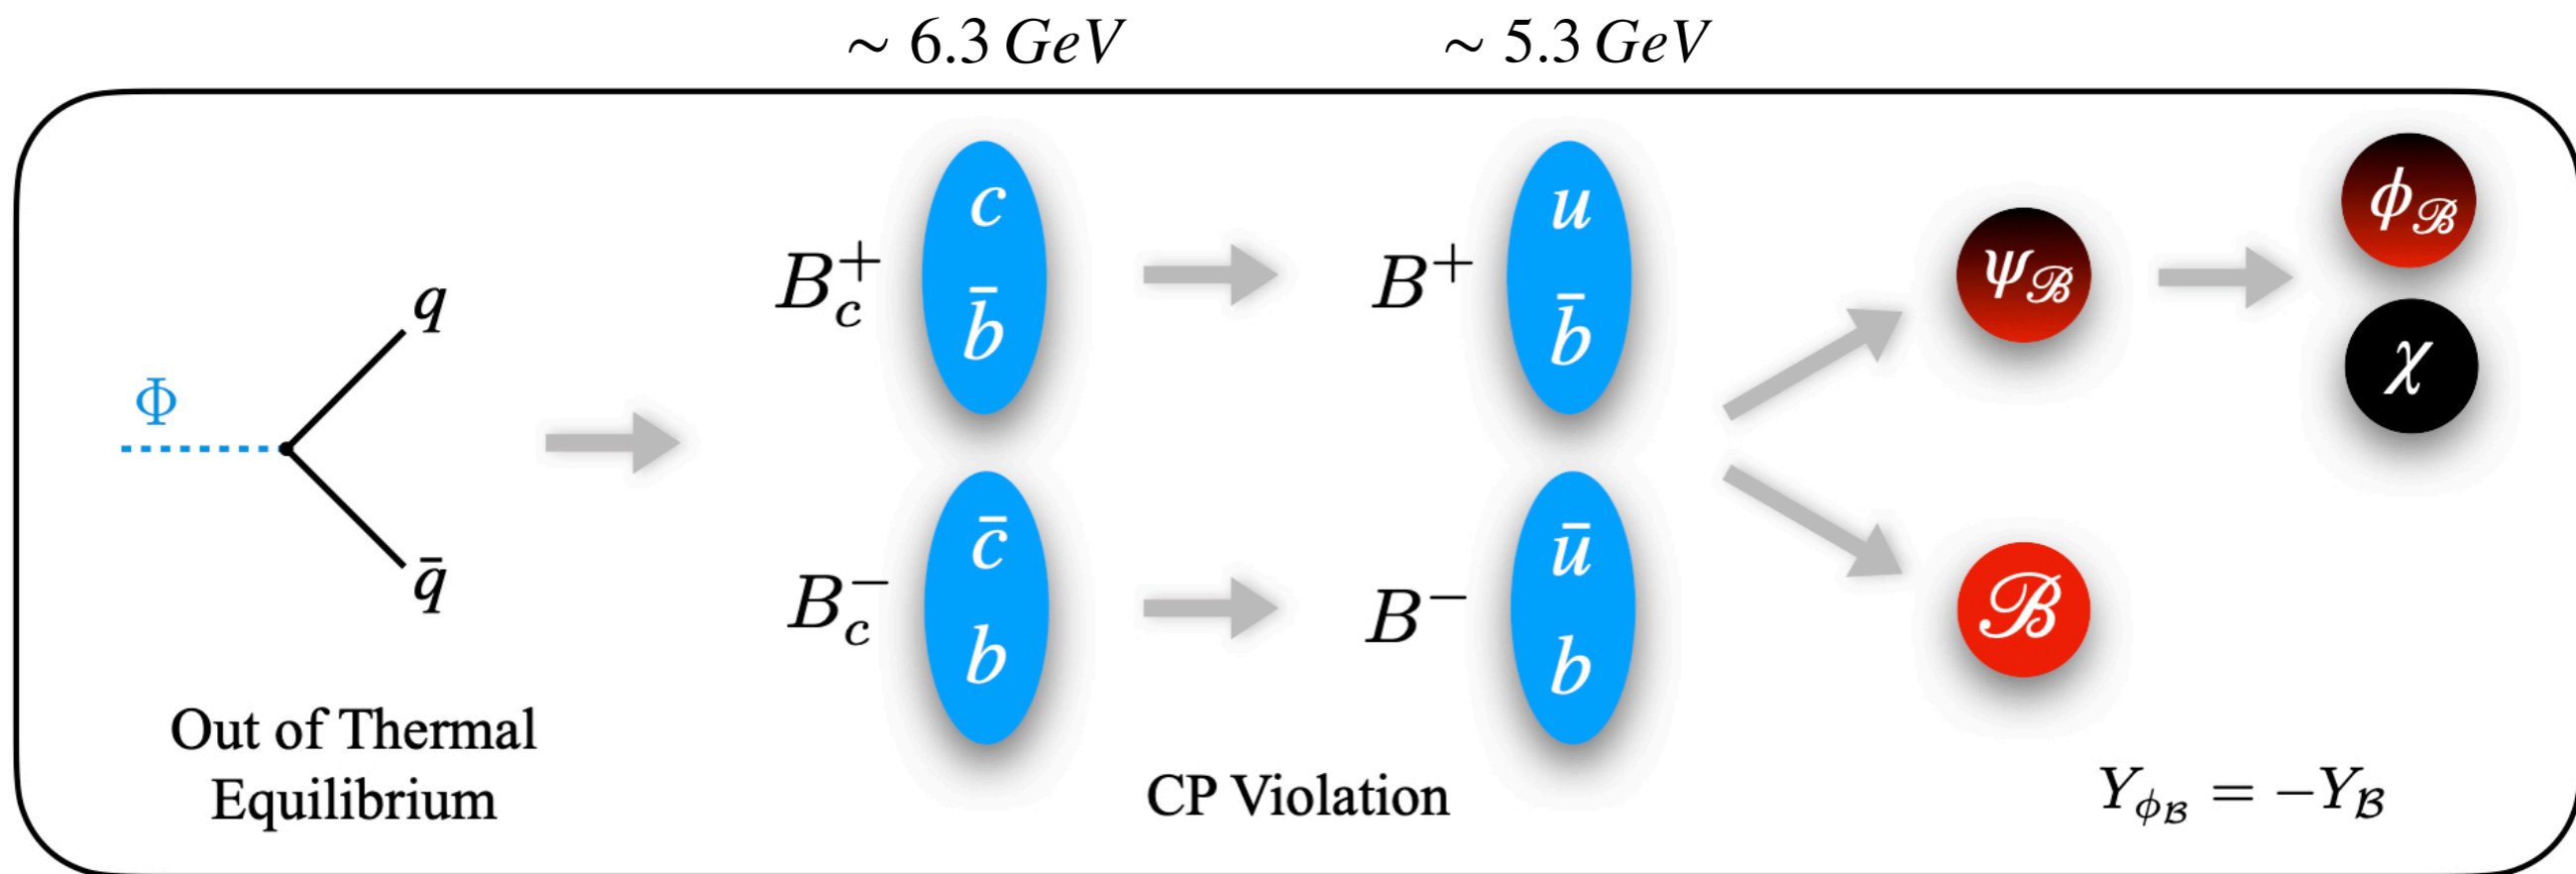 ~ 6.3 GeV
~ 5.3 GeV
Φ
q
q̄
Out of Thermal
Equilibrium
B_c^+
c
b̄
B_c^-
c̄
b
CP Violation
B^+
u
b̄
B^-
ū
b
ψ_ℬ
ℬ
ϕ_ℬ
χ
Y_{ϕ_ℬ} = −Y_ℬ